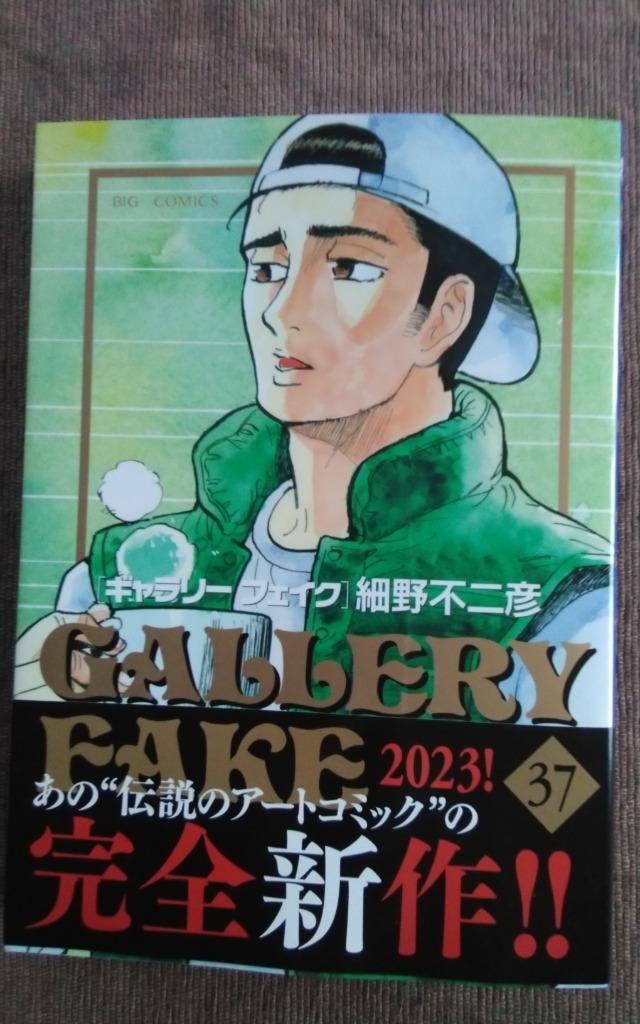 BIG COMICS
[ギャラリーフェイク]細野不二彦
GALLERY
FAKE
2023!
37
あの“伝説のアートコミック”の
完全新作!!